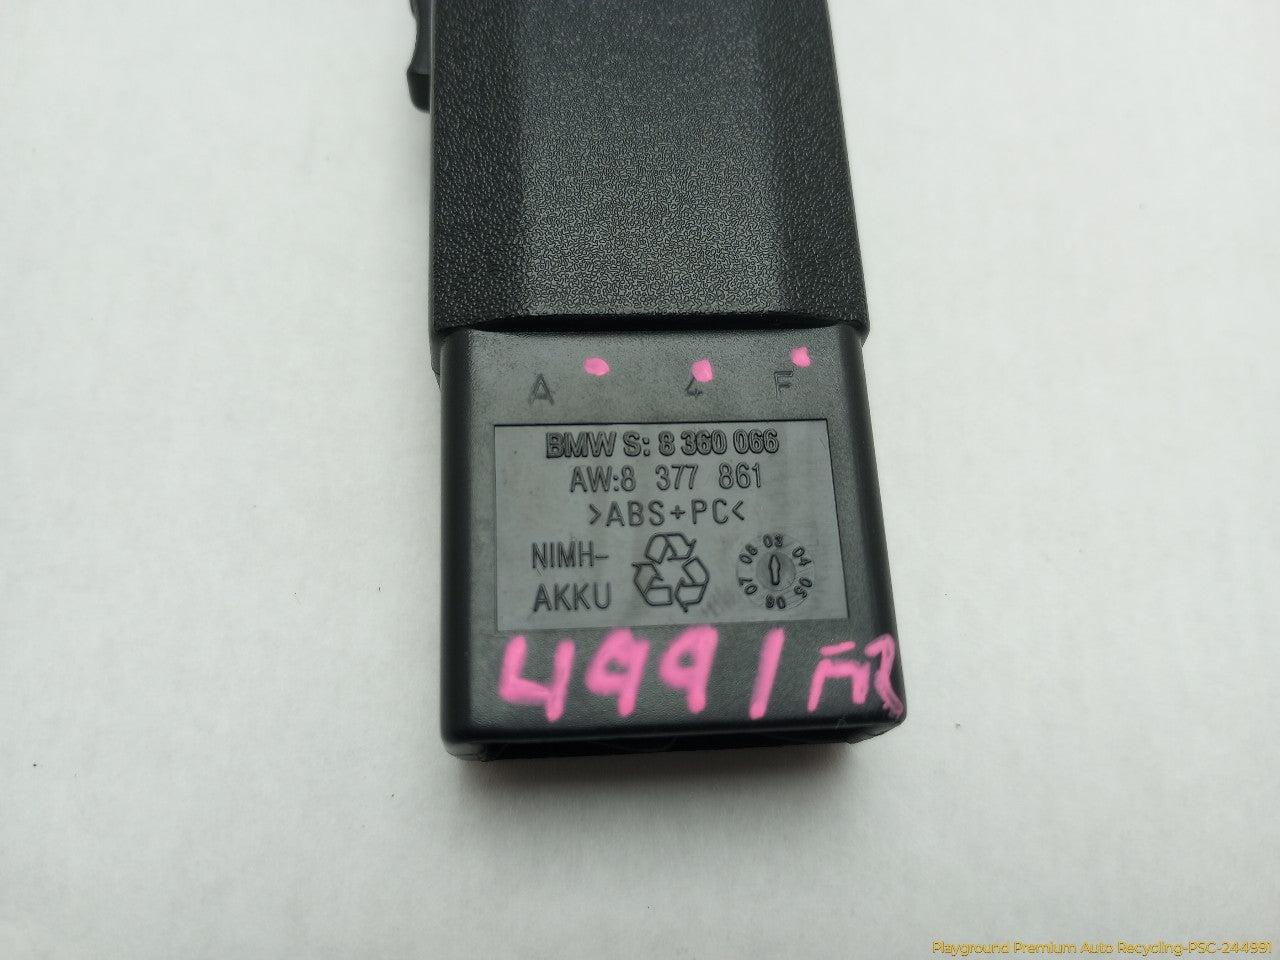 A 4 F
BMW S: 8 360 066
AW:8 377 861
>ABS+PC<
NIMH-
AKKU
03 04 05 06 07 08
4991
Playground Premium Auto Recycling-PSC-244991